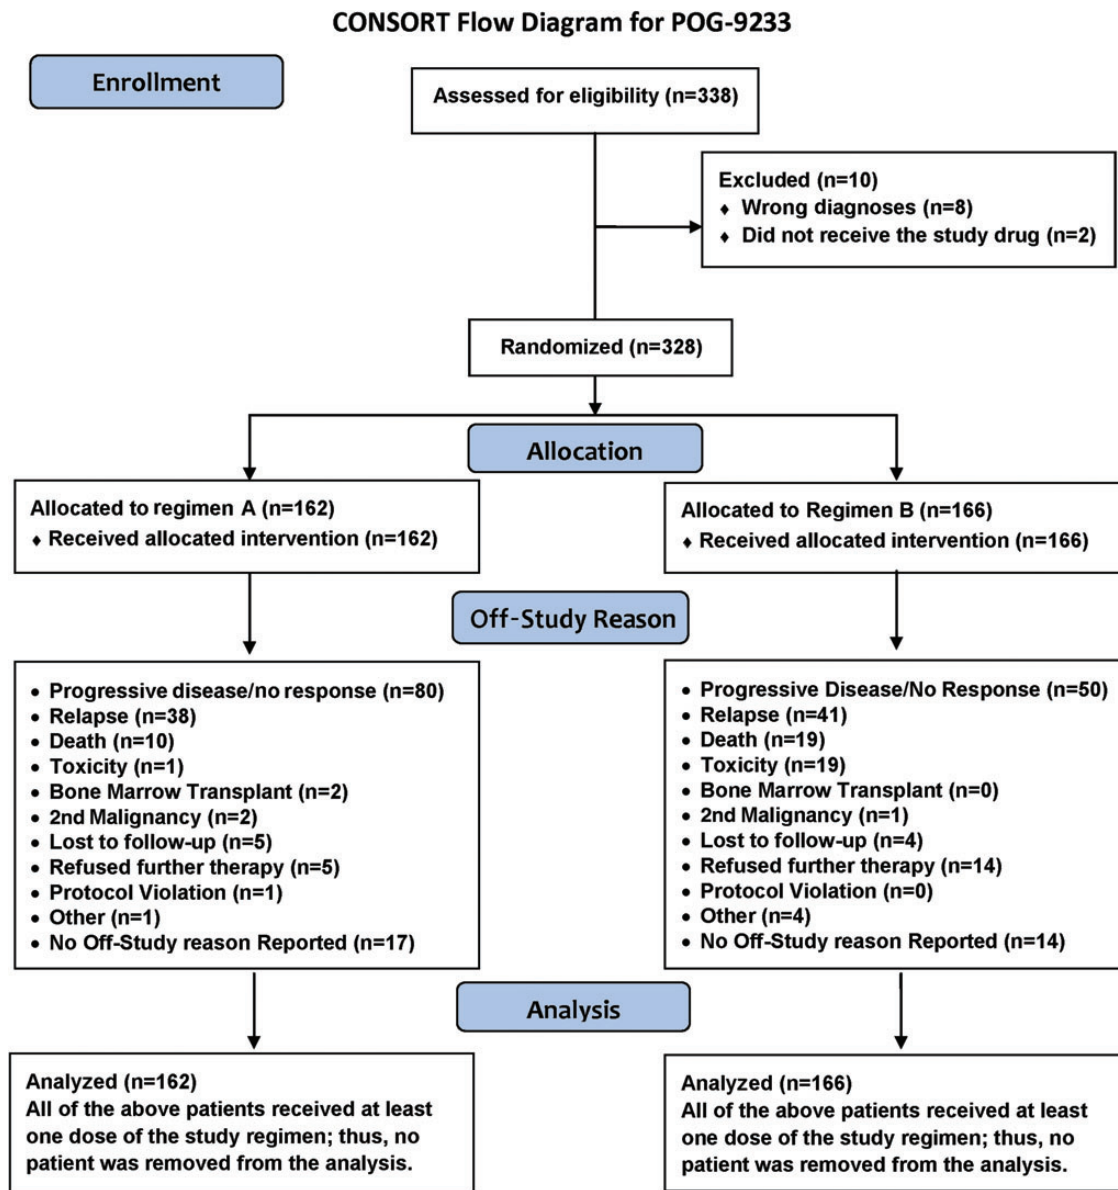 CONSORT Flow Diagram for POG-9233
Enrollment
Assessed for eligibility (n=338)
Excluded (n=10)
♦ Wrong diagnoses (n=8)
♦ Did not receive the study drug (n=2)
Randomized (n=328)
Allocation
Allocated to regimen A (n=162)
♦ Received allocated intervention (n=162)
Allocated to Regimen B (n=166)
♦ Received allocated intervention (n=166)
Off-Study Reason
• Progressive disease/no response (n=80)
• Relapse (n=38)
• Death (n=10)
• Toxicity (n=1)
• Bone Marrow Transplant (n=2)
• 2nd Malignancy (n=2)
• Lost to follow-up (n=5)
• Refused further therapy (n=5)
• Protocol Violation (n=1)
• Other (n=1)
• No Off-Study reason Reported (n=17)
• Progressive Disease/No Response (n=50)
• Relapse (n=41)
• Death (n=19)
• Toxicity (n=19)
• Bone Marrow Transplant (n=0)
• 2nd Malignancy (n=1)
• Lost to follow-up (n=4)
• Refused further therapy (n=14)
• Protocol Violation (n=0)
• Other (n=4)
• No Off-Study reason Reported (n=14)
Analysis
Analyzed (n=162)
All of the above patients received at least
one dose of the study regimen; thus, no
patient was removed from the analysis.
Analyzed (n=166)
All of the above patients received at least
one dose of the study regimen; thus, no
patient was removed from the analysis.